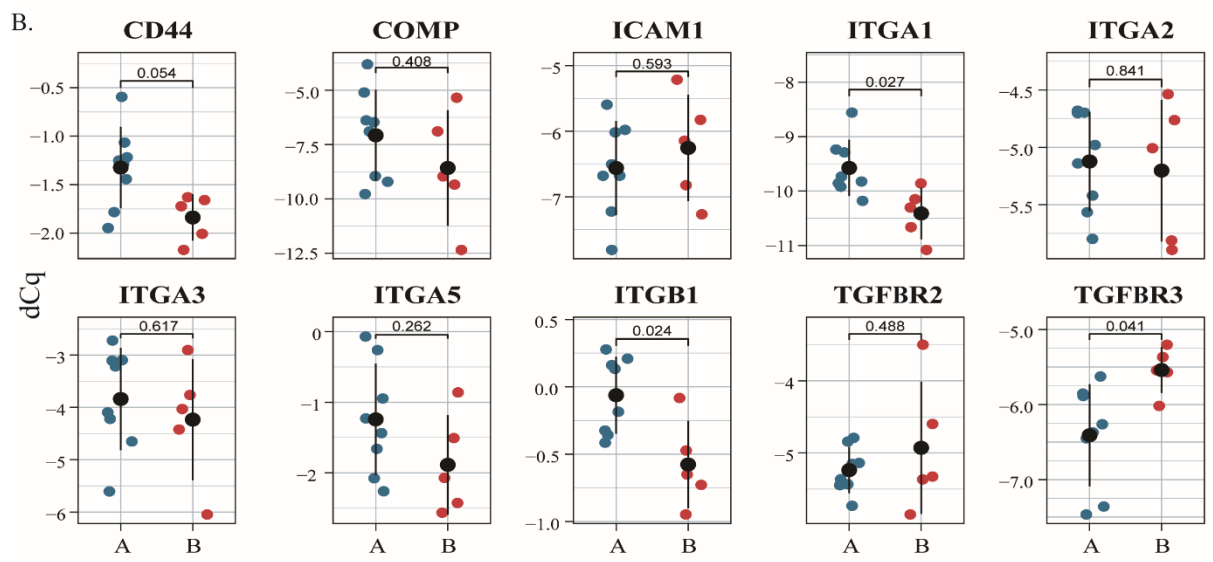 B.
CD44 COMP ICAM1 ITGA1 ITGA2
0.054 0.408 0.593 0.027 0.841
−0.5 −1.0 −1.5 −2.0
−5.0 −7.5 −10.0 −12.5
−5 −6 −7
−8 −9 −10 −11
−4.5 −5.0 −5.5
dCq
ITGA3 ITGA5 ITGB1 TGFBR2 TGFBR3
0.617 0.262 0.024 0.488 0.041
−3 −4 −5 −6
0 −1 −2
0.5 0.0 −0.5 −1.0
−4 −5
−5.0 −6.0 −7.0
A B A B A B A B A B